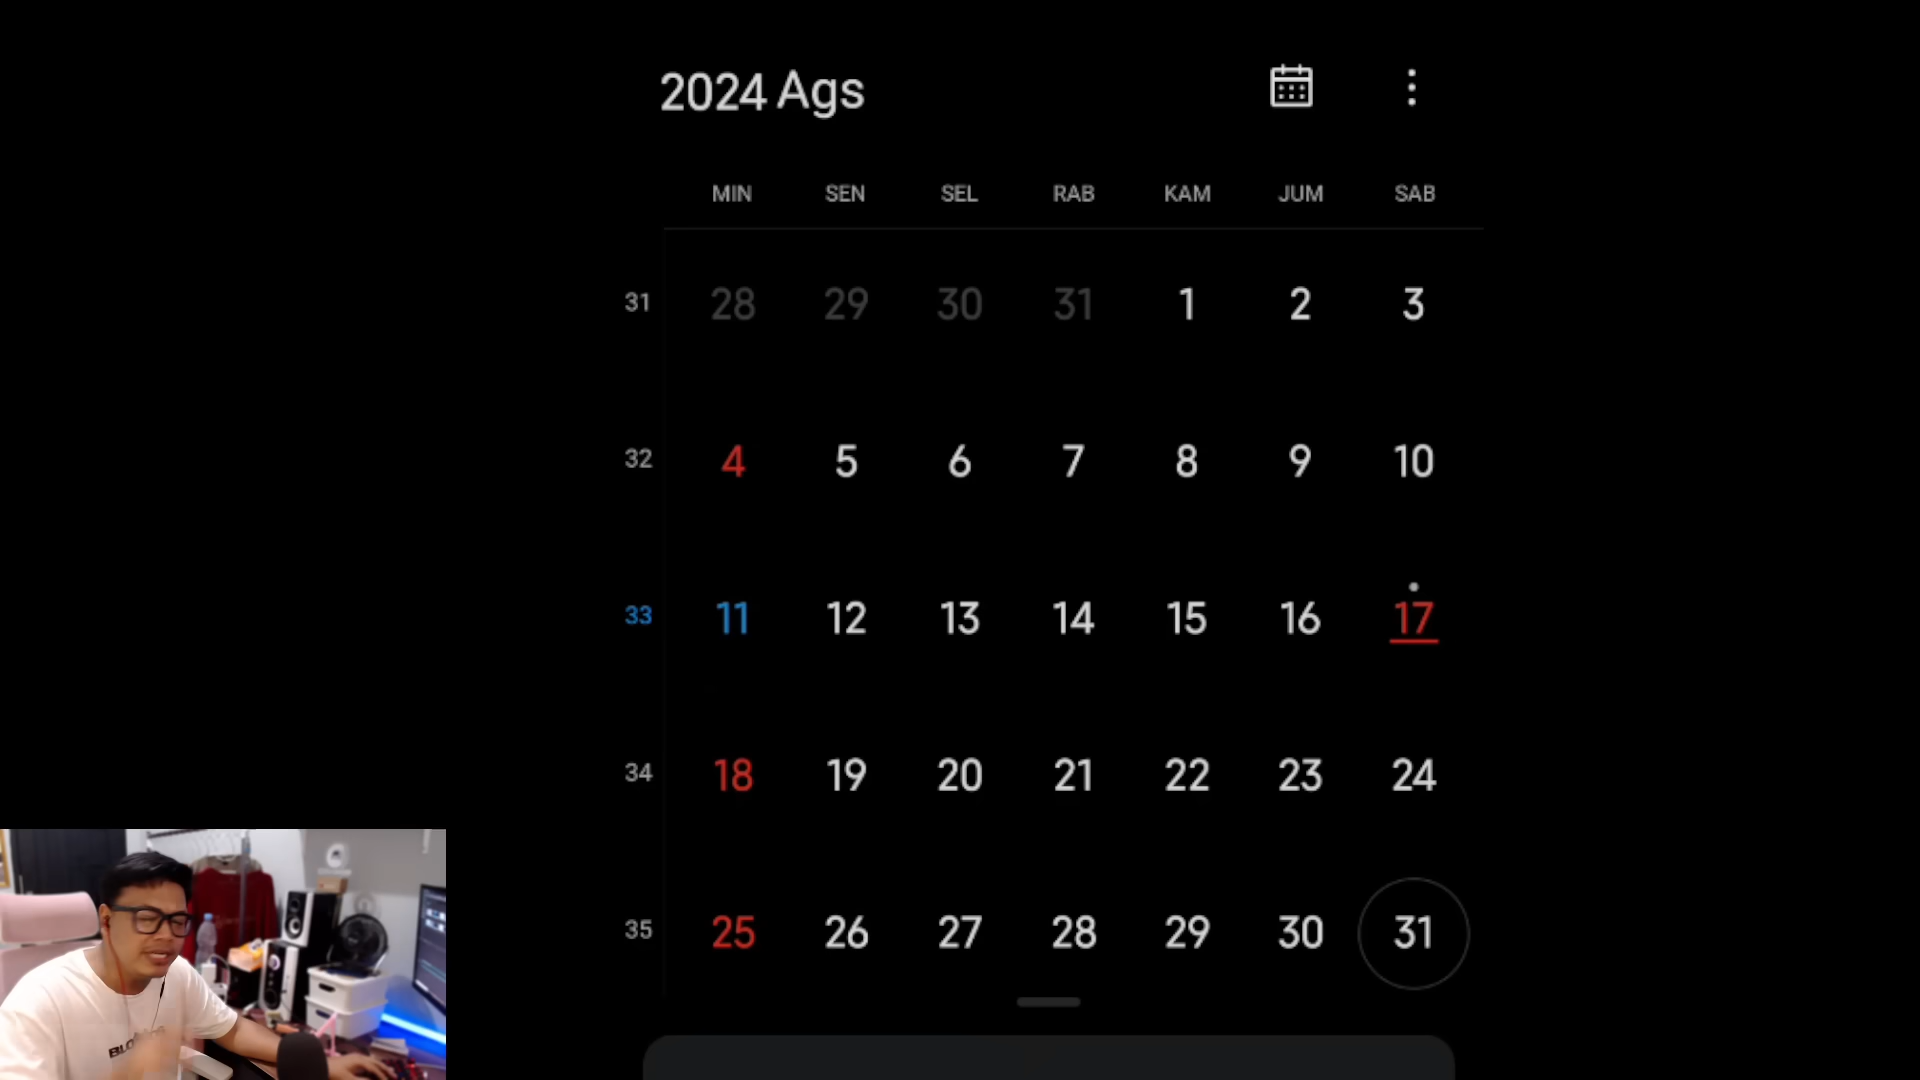 2024 Ags
MIN SEN SEL RAB KAM JUM SAB
31 28 29 30 31 1 2 3
32 4 5 6 7 8 9 10
33 11 12 13 14 15 16 17
34 18 19 20 21 22 23 24
35 25 26 27 28 29 30 31